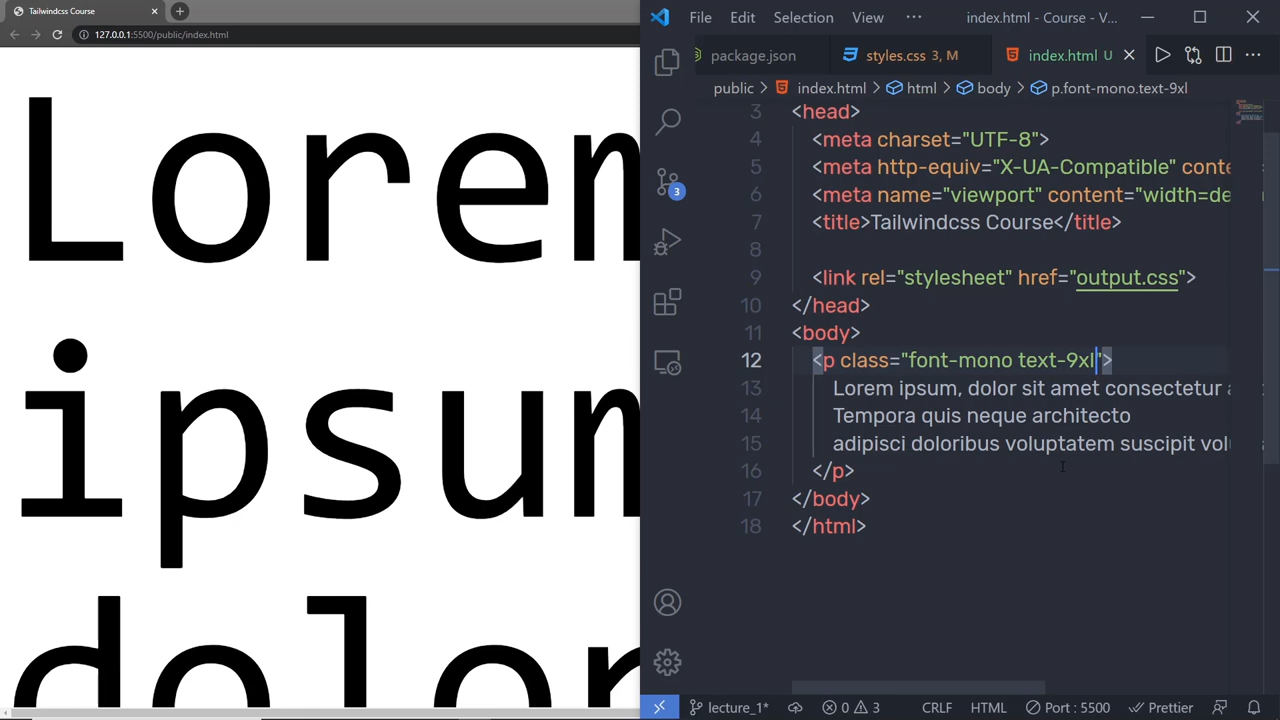 Tailwindcss Course
127.0.0.1:5500/public/index.html
Lorem
ipsum
dolor
File Edit Selection View ··· index.html - Course - V...
package.json styles.css 3, M index.html U
public > index.html > html > body > p.font-mono.text-9xl
3 <head>
4 <meta charset="UTF-8">
5 <meta http-equiv="X-UA-Compatible" conte
6 <meta name="viewport" content="width=de
7 <title>Tailwindcss Course</title>
8
9 <link rel="stylesheet" href="output.css">
10 </head>
11 <body>
12 <p class="font-mono text-9xl">
13 Lorem ipsum, dolor sit amet consectetur a
14 Tempora quis neque architecto
15 adipisci doloribus voluptatem suscipit volu
16 </p>
17 </body>
18 </html>
3
lecture_1* 0 3 CRLF HTML Port : 5500 Prettier